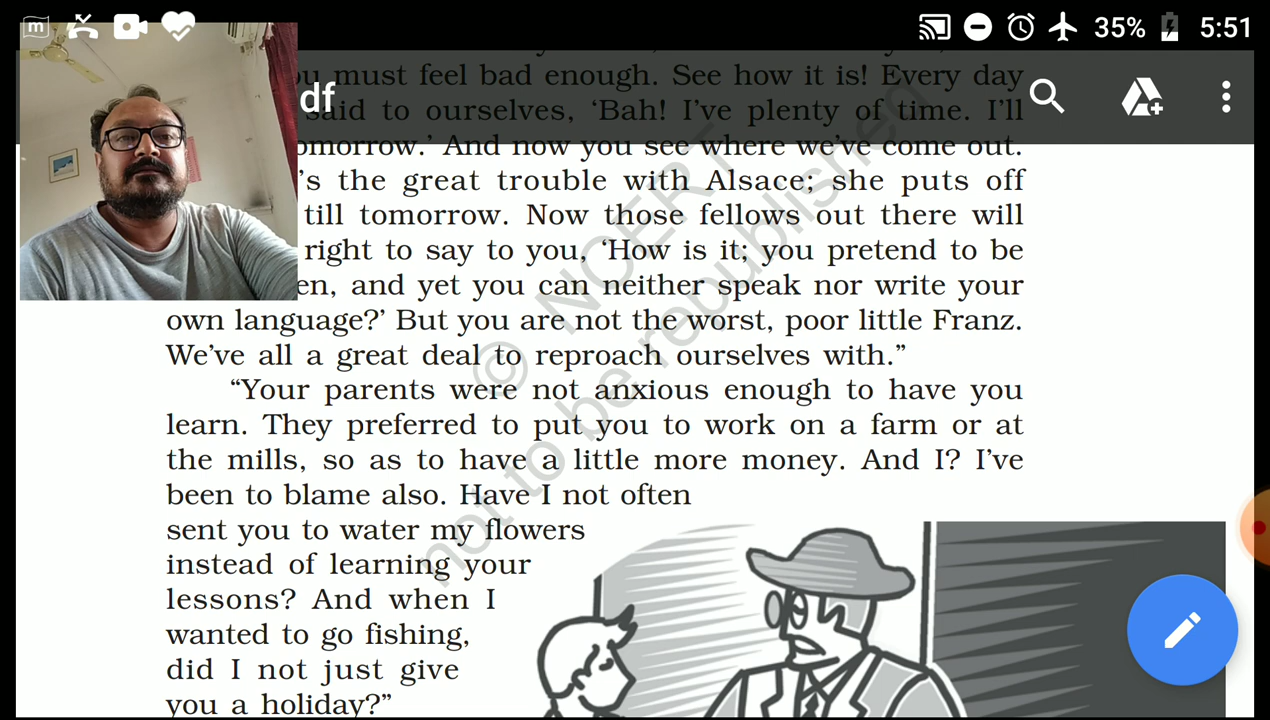 m
35%
5:51
df
must feel bad enough. See how it is! Every day
said to ourselves, ‘Bah! I’ve plenty of time. I’ll
omorrow.’ And now you see where we’ve come out.
’s the great trouble with Alsace; she puts off
till tomorrow. Now those fellows out there will
right to say to you, ‘How is it; you pretend to be
en, and yet you can neither speak nor write your
own language?’ But you are not the worst, poor little Franz.
We’ve all a great deal to reproach ourselves with.”
“Your parents were not anxious enough to have you
learn. They preferred to put you to work on a farm or at
the mills, so as to have a little more money. And I? I’ve
been to blame also. Have I not often
sent you to water my flowers
instead of learning your
lessons? And when I
wanted to go fishing,
did I not just give
you a holiday?”
© NCERT
not to be republished